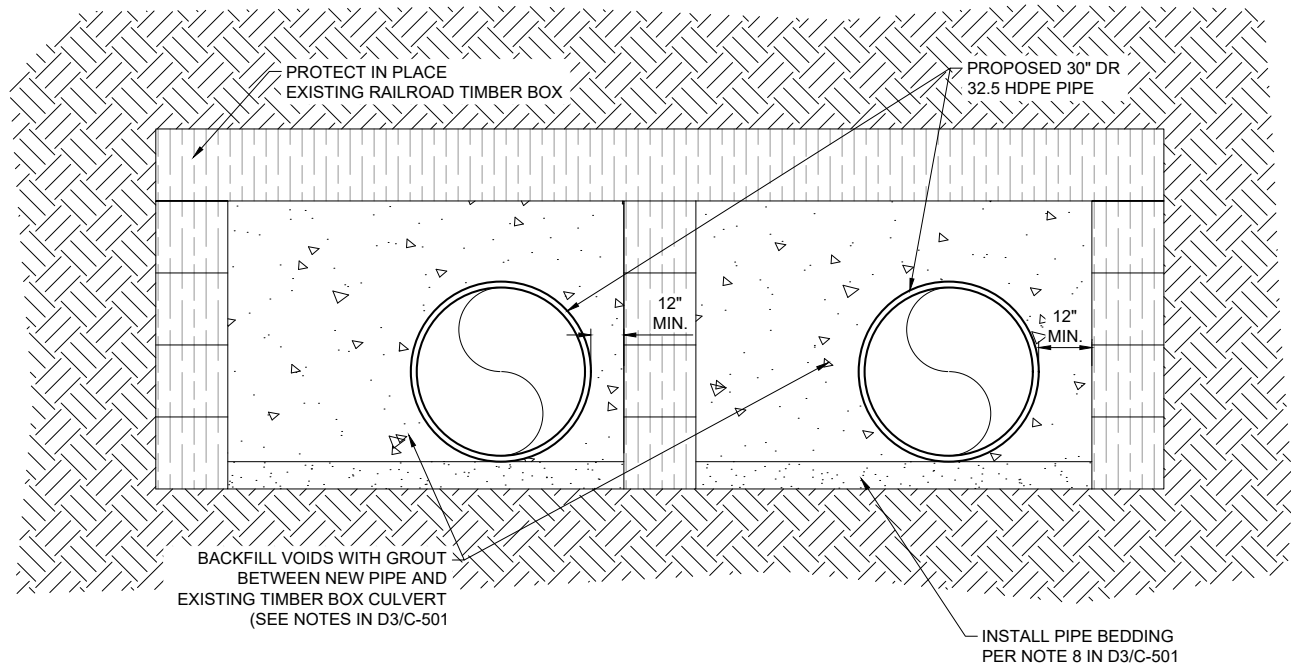 PROTECT IN PLACE
EXISTING RAILROAD TIMBER BOX
PROPOSED 30" DR
32.5 HDPE PIPE
12"
MIN.
12"
MIN.
BACKFILL VOIDS WITH GROUT
BETWEEN NEW PIPE AND
EXISTING TIMBER BOX CULVERT
(SEE NOTES IN D3/C-501
INSTALL PIPE BEDDING
PER NOTE 8 IN D3/C-501